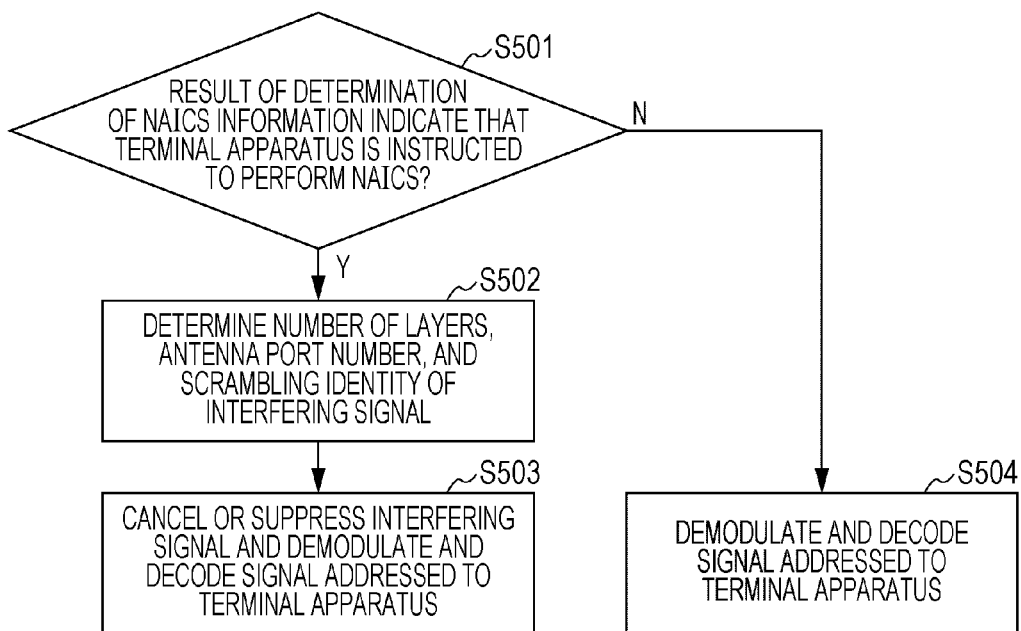 S501
RESULT OF DETERMINATION
OF NAICS INFORMATION INDICATE THAT
TERMINAL APPARATUS IS INSTRUCTED
TO PERFORM NAICS?
N
Y
S502
DETERMINE NUMBER OF LAYERS,
ANTENNA PORT NUMBER, AND
SCRAMBLING IDENTITY OF
INTERFERING SIGNAL
S503
CANCEL OR SUPPRESS INTERFERING
SIGNAL AND DEMODULATE AND
DECODE SIGNAL ADDRESSED TO
TERMINAL APPARATUS
S504
DEMODULATE AND DECODE
SIGNAL ADDRESSED TO
TERMINAL APPARATUS